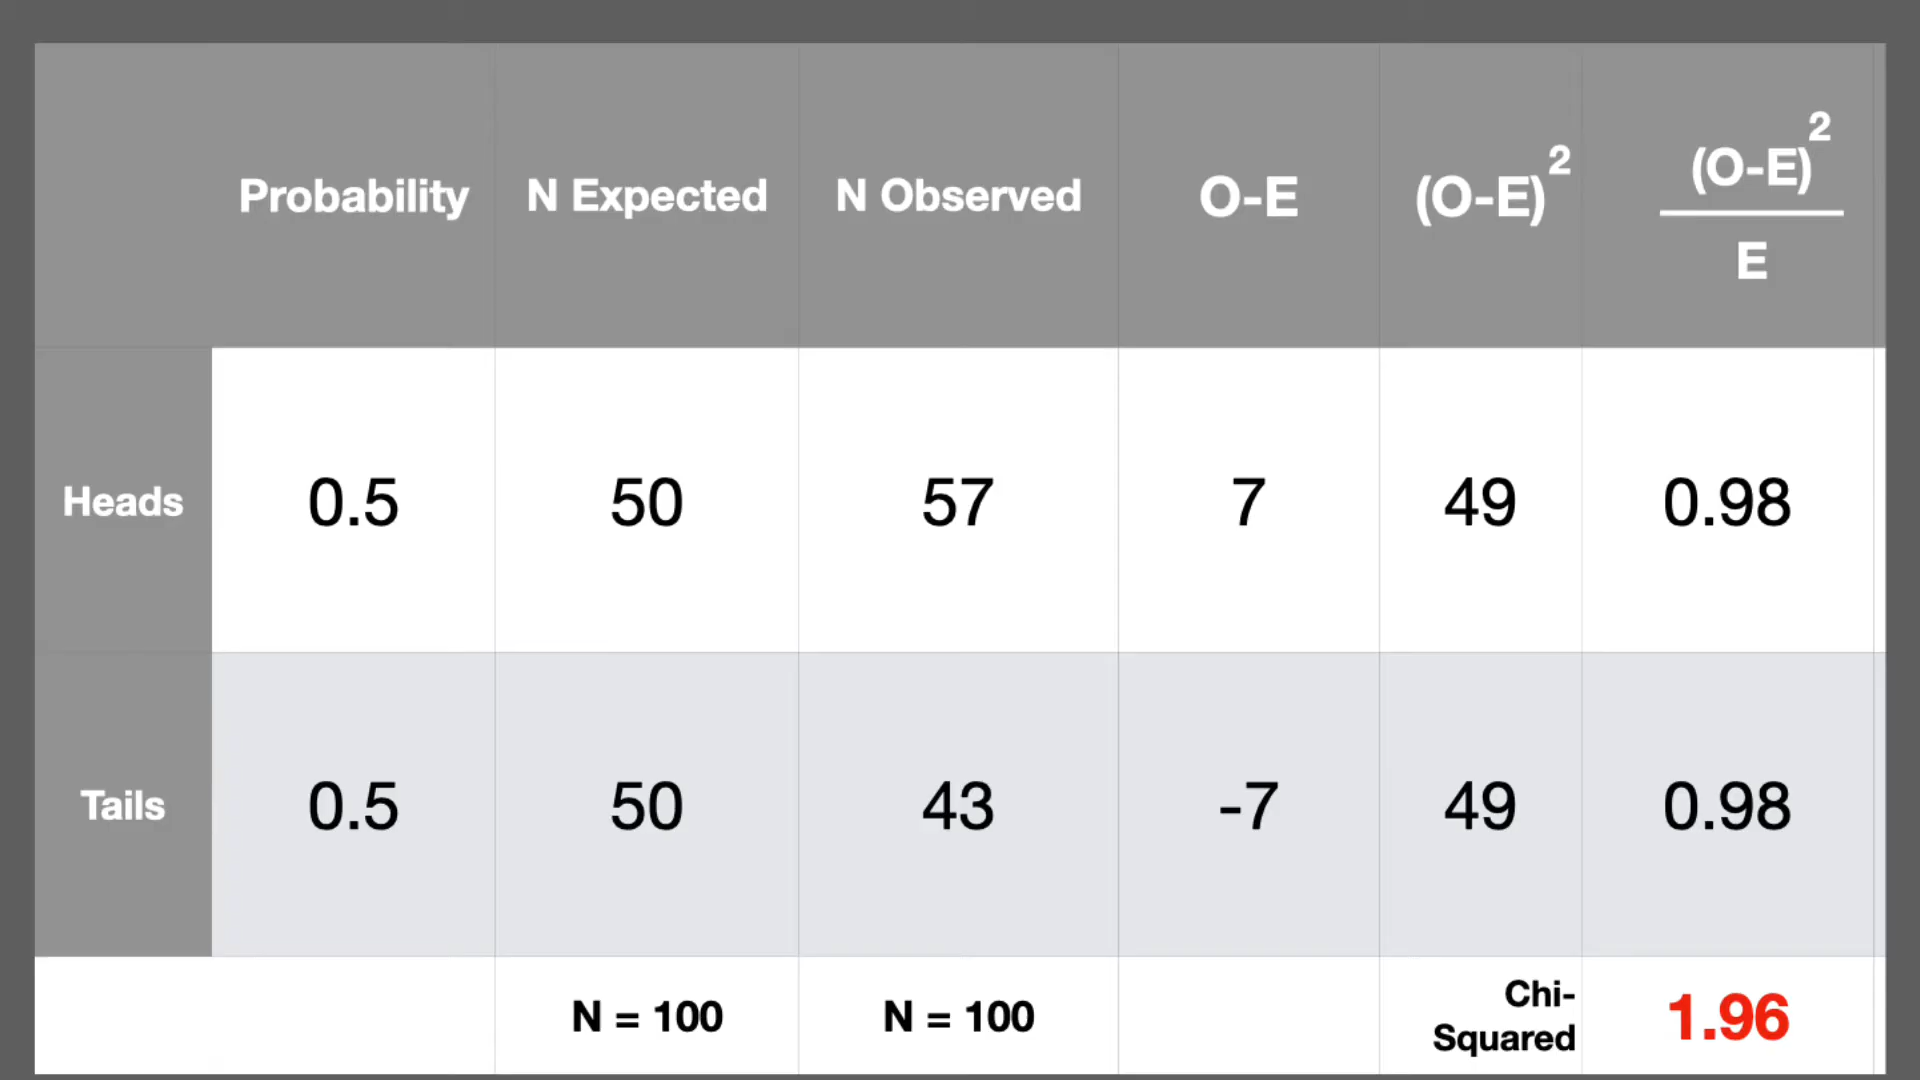 Probability N Expected N Observed O-E (O-E)² (O-E)²
E
Heads 0.5 50 57 7 49 0.98
Tails 0.5 50 43 -7 49 0.98
N = 100 N = 100 Chi-
Squared 1.96